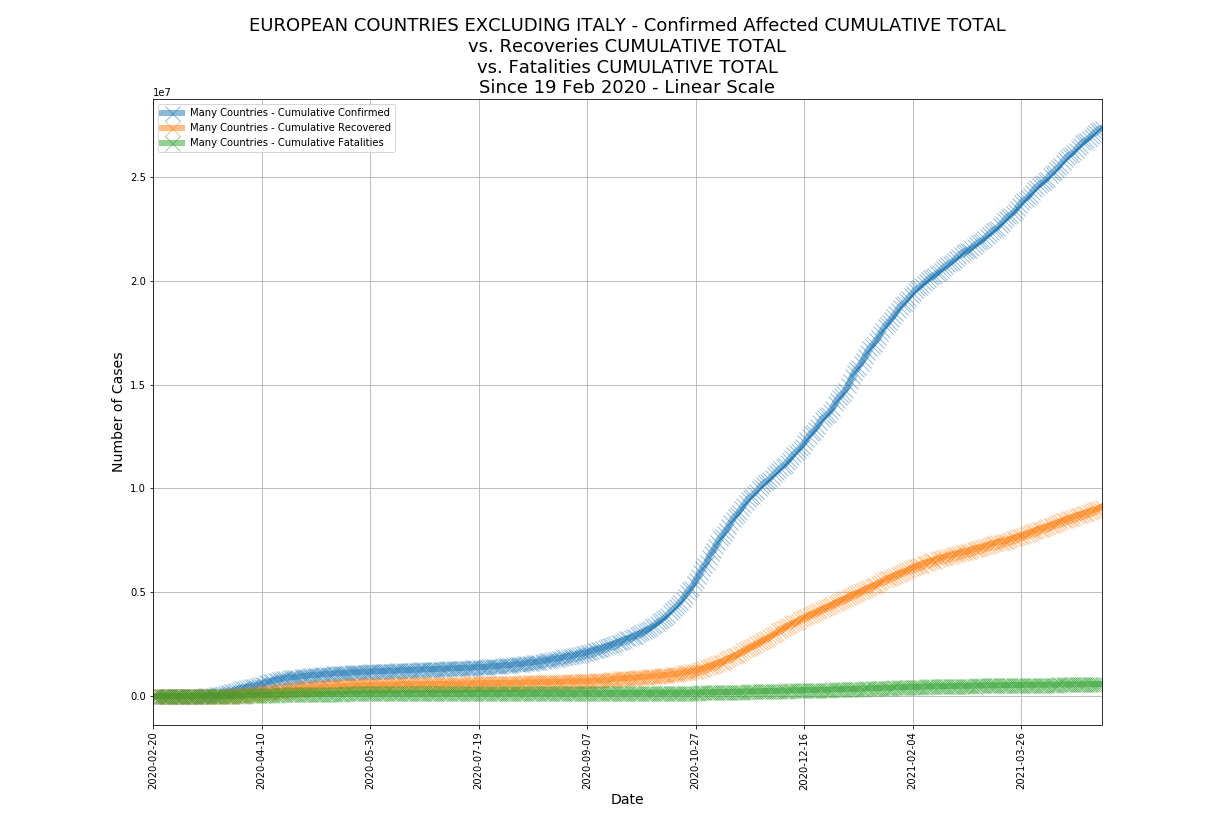 EUROPEAN COUNTRIES EXCLUDING ITALY - Confirmed Affected CUMULATIVE TOTAL
vs. Recoveries CUMULATIVE TOTAL
vs. Fatalities CUMULATIVE TOTAL
Since 19 Feb 2020 - Linear Scale
1e7
Many Countries - Cumulative Confirmed
Many Countries - Cumulative Recovered
Many Countries - Cumulative Fatalities
2.5
2.0
1.5
1.0
0.5
0.0
Number of Cases
2020-02-20
2020-04-10
2020-05-30
2020-07-19
2020-09-07
2020-10-27
2020-12-16
2021-02-04
2021-03-26
Date